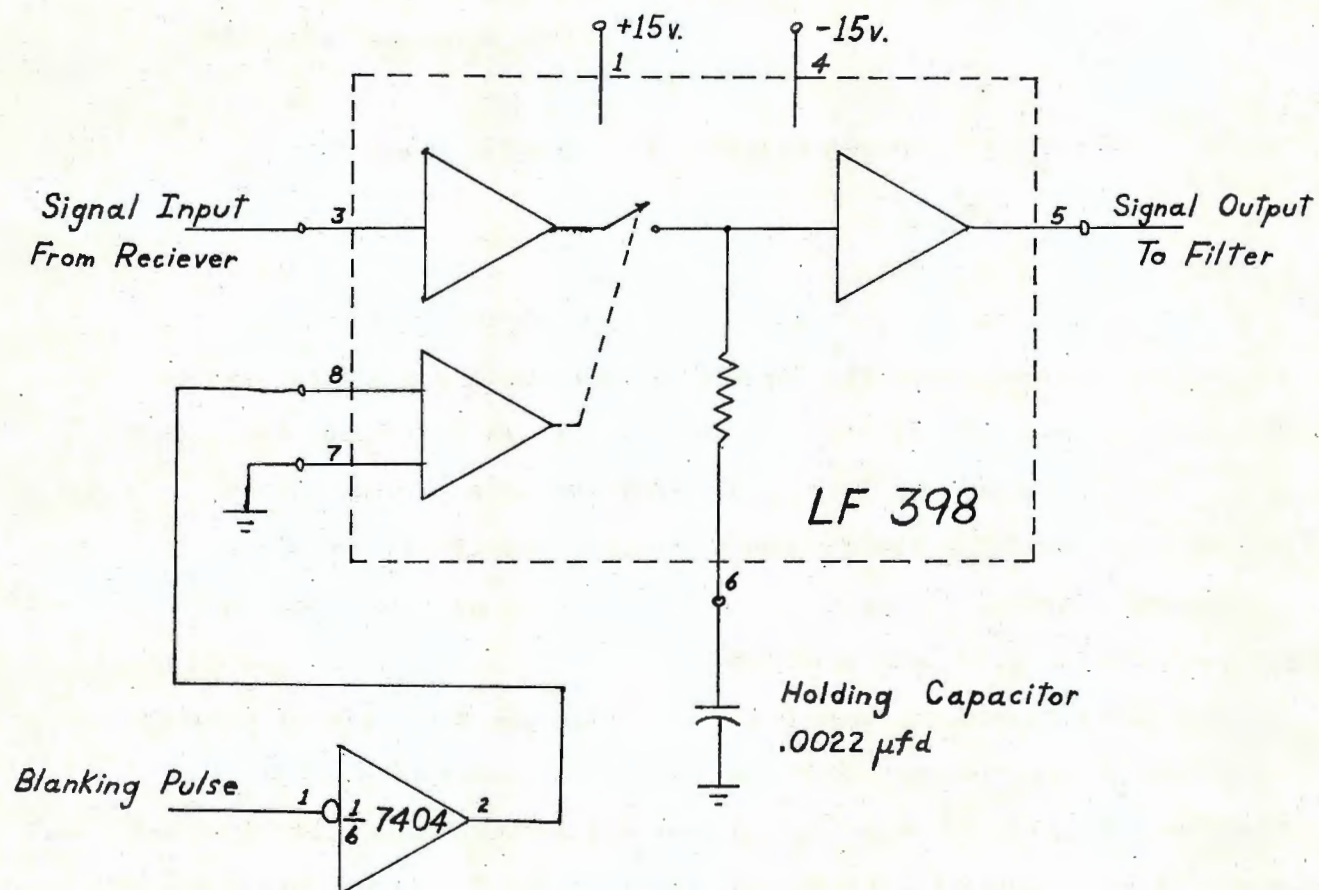 +15v.
-15v.
1
4
Signal Input
From Reciever
3
5
Signal Output
To Filter
8
7
LF 398
6
Holding Capacitor
.0022 µfd
Blanking Pulse
1
1/6 7404
2